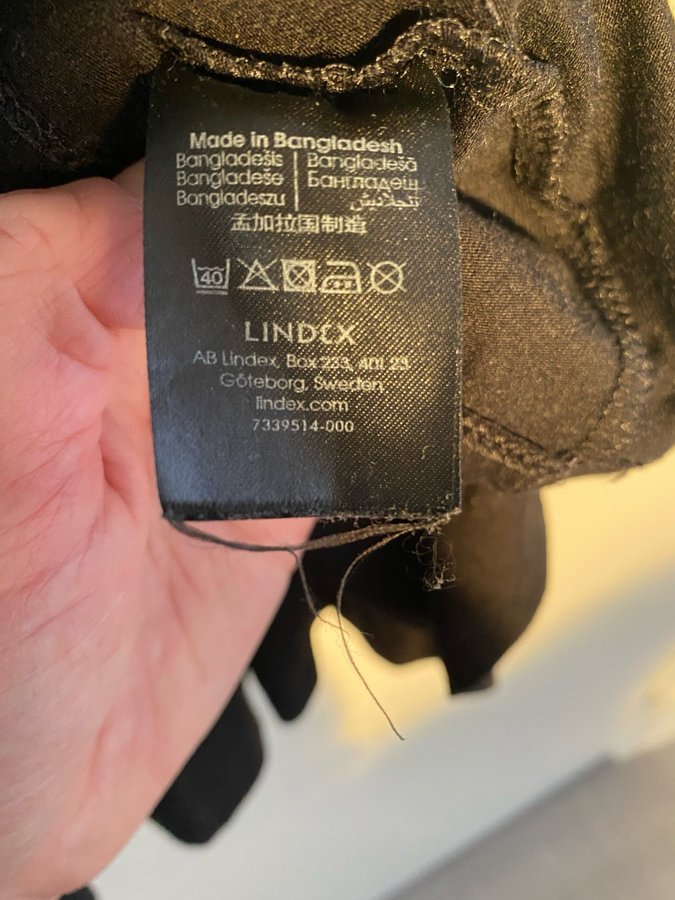 Made in Bangladesh
Bangladešis | Bangladešā
Bangladeše | Бангладеш
Bangladeszu | بنجلاديش
孟加拉国制造
40
LINDEX
AB Lindex, Box 233, 401 23
Göteborg, Sweden
lindex.com
7339514-000